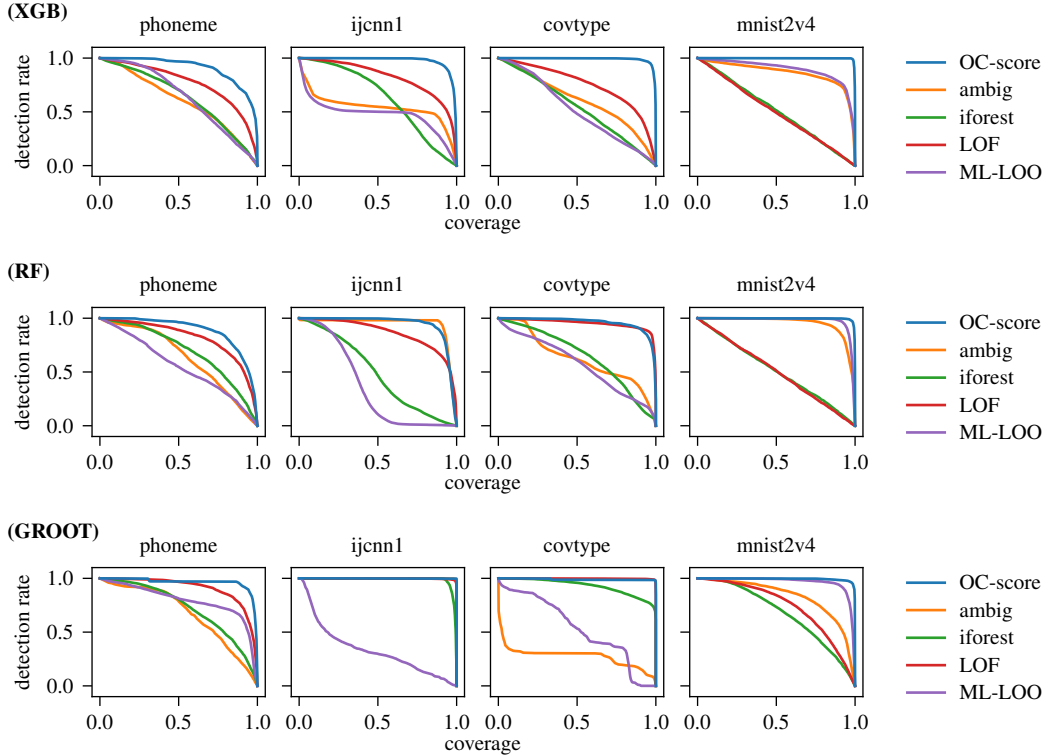 (XGB)
phoneme ijcnn1 covtype mnist2v4
detection rate
1.0
0.5
0.0
0.0 0.5 1.0 0.0 0.5 1.0 0.0 0.5 1.0 0.0 0.5 1.0
coverage
OC-score
ambig
iforest
LOF
ML-LOO
(RF)
phoneme ijcnn1 covtype mnist2v4
detection rate
1.0
0.5
0.0
0.0 0.5 1.0 0.0 0.5 1.0 0.0 0.5 1.0 0.0 0.5 1.0
coverage
OC-score
ambig
iforest
LOF
ML-LOO
(GROOT)
phoneme ijcnn1 covtype mnist2v4
detection rate
1.0
0.5
0.0
0.0 0.5 1.0 0.0 0.5 1.0 0.0 0.5 1.0 0.0 0.5 1.0
coverage
OC-score
ambig
iforest
LOF
ML-LOO